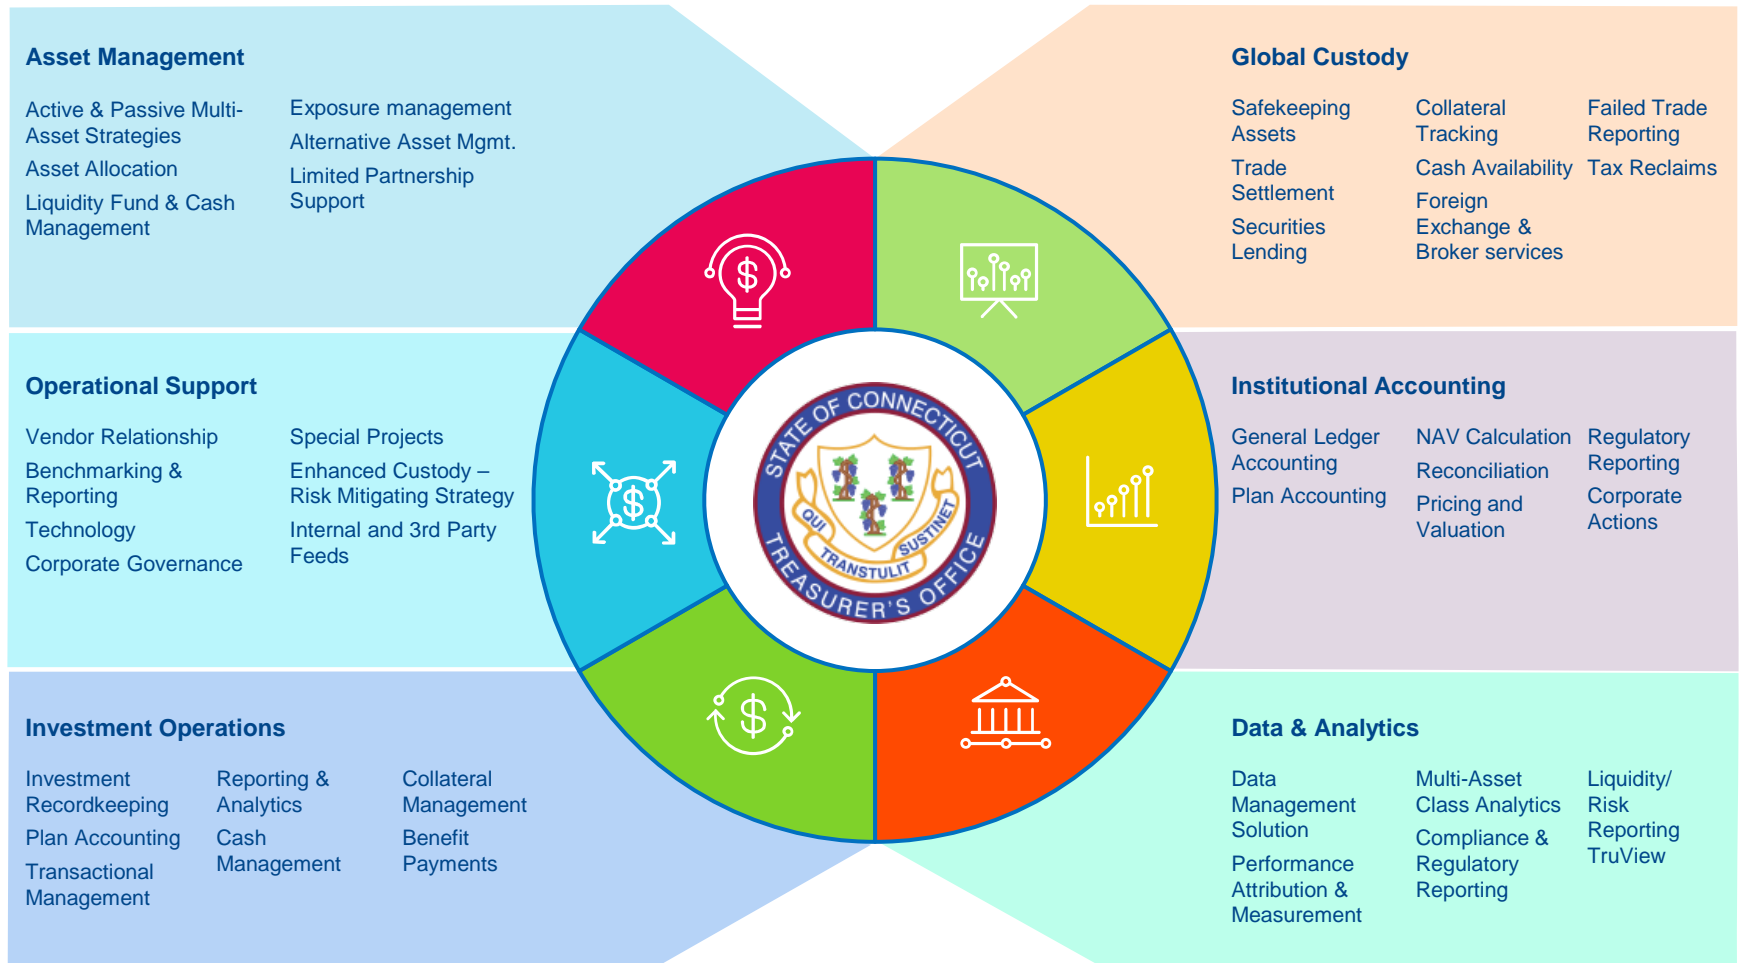 Asset Management
Active & Passive Multi-
Asset Strategies
Asset Allocation
Liquidity Fund & Cash
Management
Exposure management
Alternative Asset Mgmt.
Limited Partnership
Support
Global Custody
Safekeeping
Assets
Trade
Settlement
Securities
Lending
Collateral
Tracking
Cash Availability
Foreign
Exchange &
Broker services
Failed Trade
Reporting
Tax Reclaims
Operational Support
Vendor Relationship
Benchmarking &
Reporting
Technology
Corporate Governance
Special Projects
Enhanced Custody –
Risk Mitigating Strategy
Internal and 3rd Party
Feeds
STATE OF CONNECTICUT
QUI
TRANSTULIT
SUSTINET
TREASURER'S OFFICE
Institutional Accounting
General Ledger
Accounting
Plan Accounting
NAV Calculation
Reconciliation
Pricing and
Valuation
Regulatory
Reporting
Corporate
Actions
Investment Operations
Investment
Recordkeeping
Plan Accounting
Transactional
Management
Reporting &
Analytics
Cash
Management
Collateral
Management
Benefit
Payments
Data & Analytics
Data
Management
Solution
Performance
Attribution &
Measurement
Multi-Asset
Class Analytics
Compliance &
Regulatory
Reporting
Liquidity/
Risk
Reporting
TruView